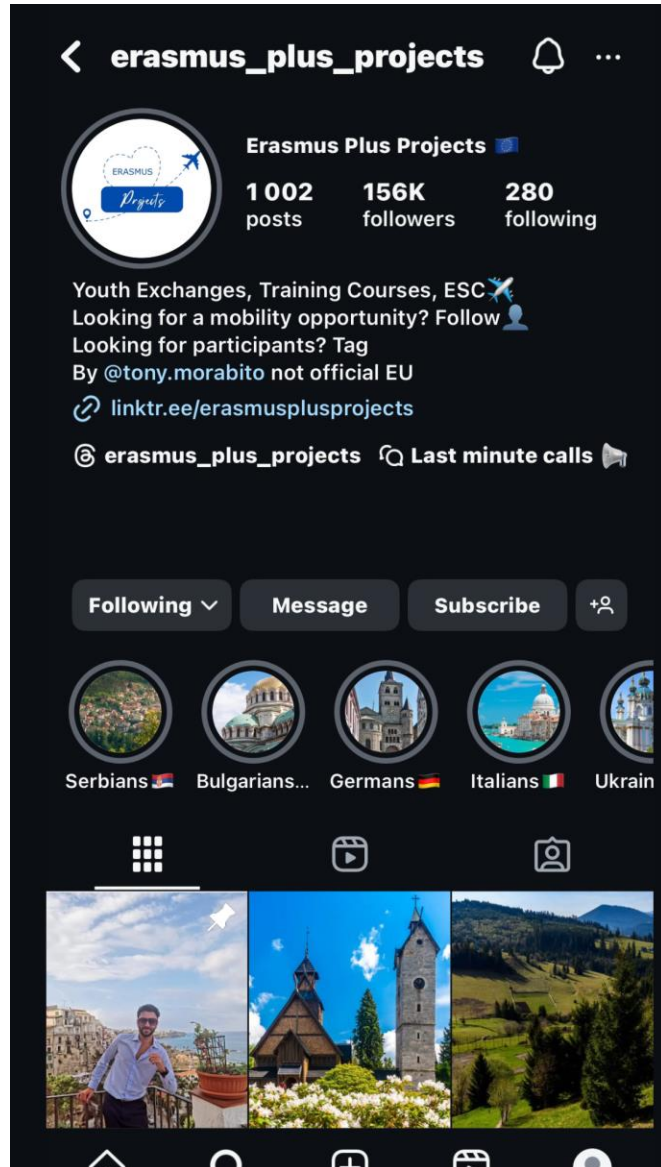 erasmus_plus_projects
ERASMUS
Projects
Erasmus Plus Projects 🇪🇺
1 002 156K 280
posts followers following
Youth Exchanges, Training Courses, ESC✈️
Looking for a mobility opportunity? Follow👤
Looking for participants? Tag
By @tony.morabito not official EU
linktr.ee/erasmusplusprojects
erasmus_plus_projects Last minute calls 📢
Following Message Subscribe
Serbians🇷🇸 Bulgarians... Germans🇩🇪 Italians🇮🇹 Ukrain